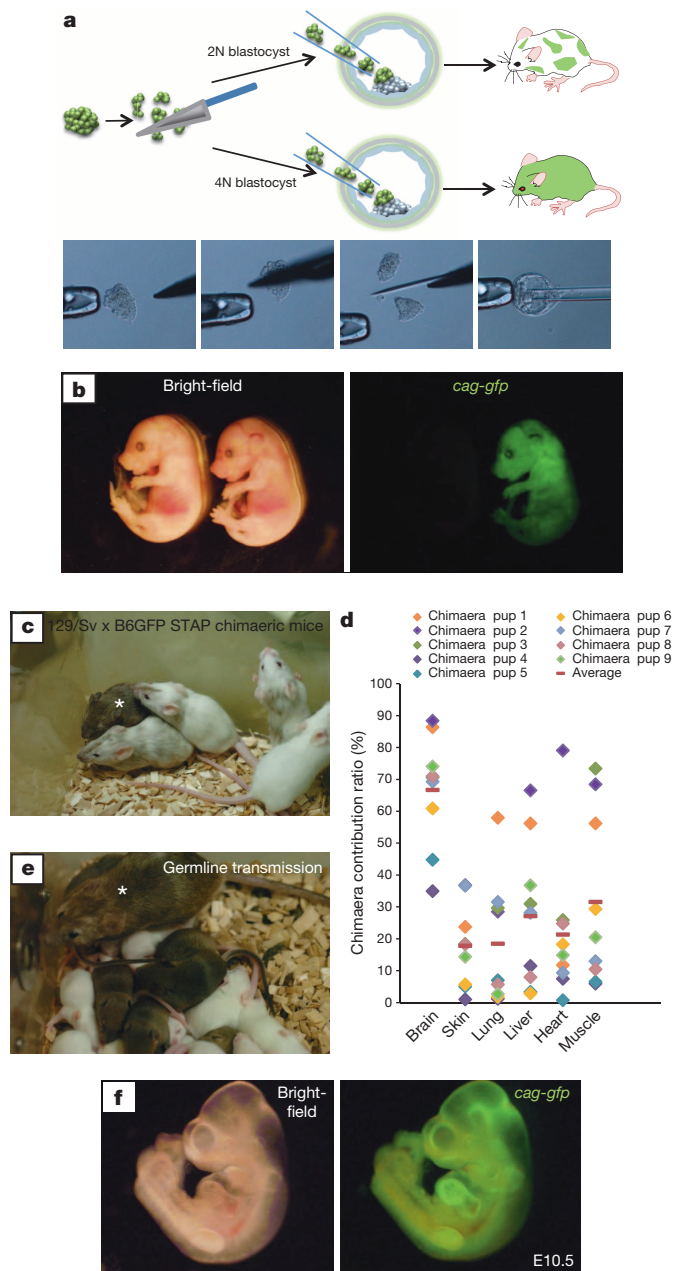 a
2N blastocyst
4N blastocyst
b
Bright-field
cag-gfp
c
129/Sv x B6GFP STAP chimaeric mice
*
d
Chimaera pup 1
Chimaera pup 2
Chimaera pup 3
Chimaera pup 4
Chimaera pup 5
Chimaera pup 6
Chimaera pup 7
Chimaera pup 8
Chimaera pup 9
Average
Chimaera contribution ratio (%)
100
90
80
70
60
50
40
30
20
10
0
Brain
Skin
Lung
Liver
Heart
Muscle
e
Germline transmission
*
f
Bright-
field
cag-gfp
E10.5